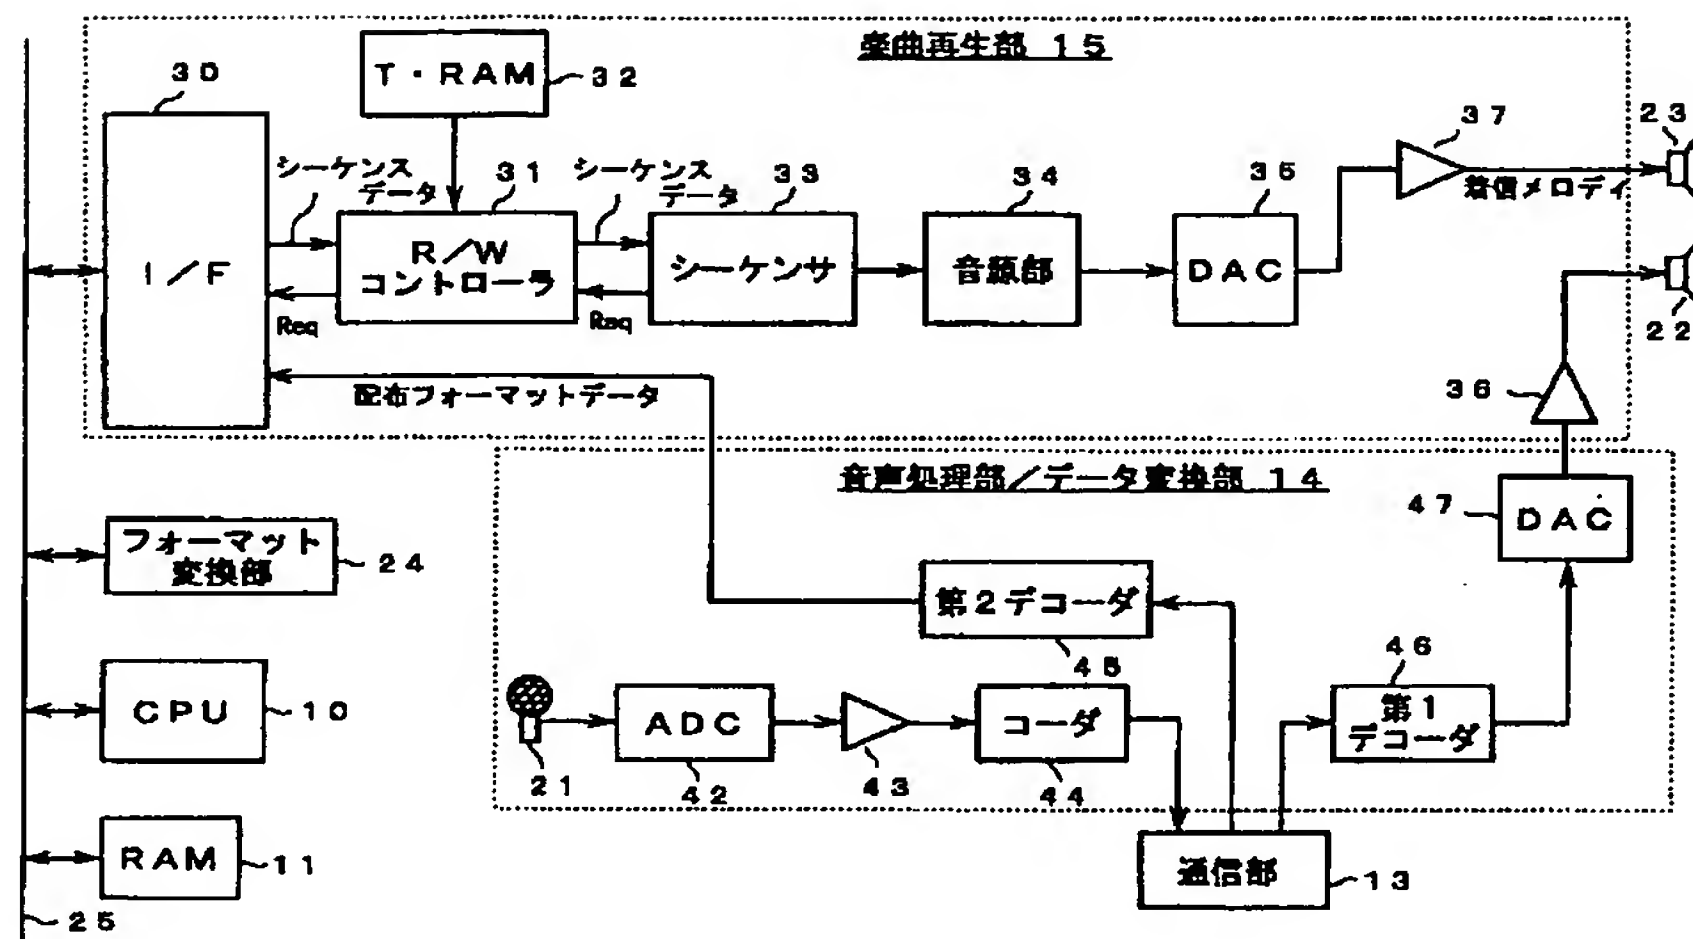 楽曲再生部 15
30
T・RAM
32
37
23
シーケンス
データ
31
シーケンス
データ
33
34
35
着信メロディ
I/F
R/W
コントローラ
シーケンサ
音源部
DAC
Req
Req
22
配布フォーマットデータ
36
音声処理部/データ変換部 14
47
DAC
フォーマット
変換部
24
第2デコーダ
45
46
CPU
10
ADC
コーダ
第1
デコーダ
21
42
43
44
RAM
11
通信部
13
25